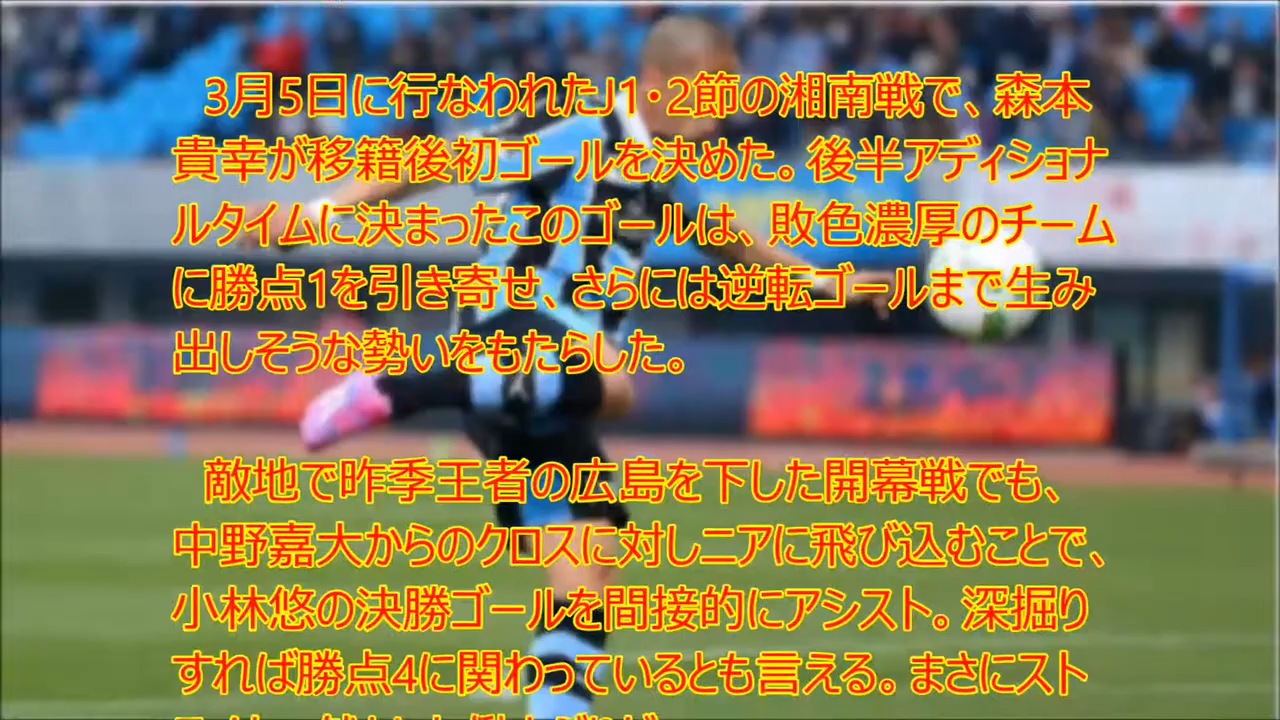 3月5日に行なわれたJ1・2節の湘南戦で、森本
貴幸が移籍後初ゴールを決めた。後半アディショナ
ルタイムに決まったこのゴールは、敗色濃厚のチーム
に勝点1を引き寄せ、さらには逆転ゴールまで生み
出しそうな勢いをもたらした。
敵地で昨季王者の広島を下した開幕戦でも、
中野嘉大からのクロスに対しニアに飛び込むことで、
小林悠の決勝ゴールを間接的にアシスト。深掘り
すれば勝点4に関わっているとも言える。まさにスト